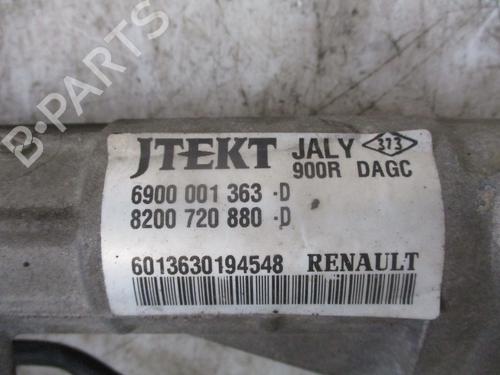 JTEKT JALY 373
900R DAGC
6900 001 363 -D
8200 720 880 -D
6013630194548 RENAULT
B-PARTS